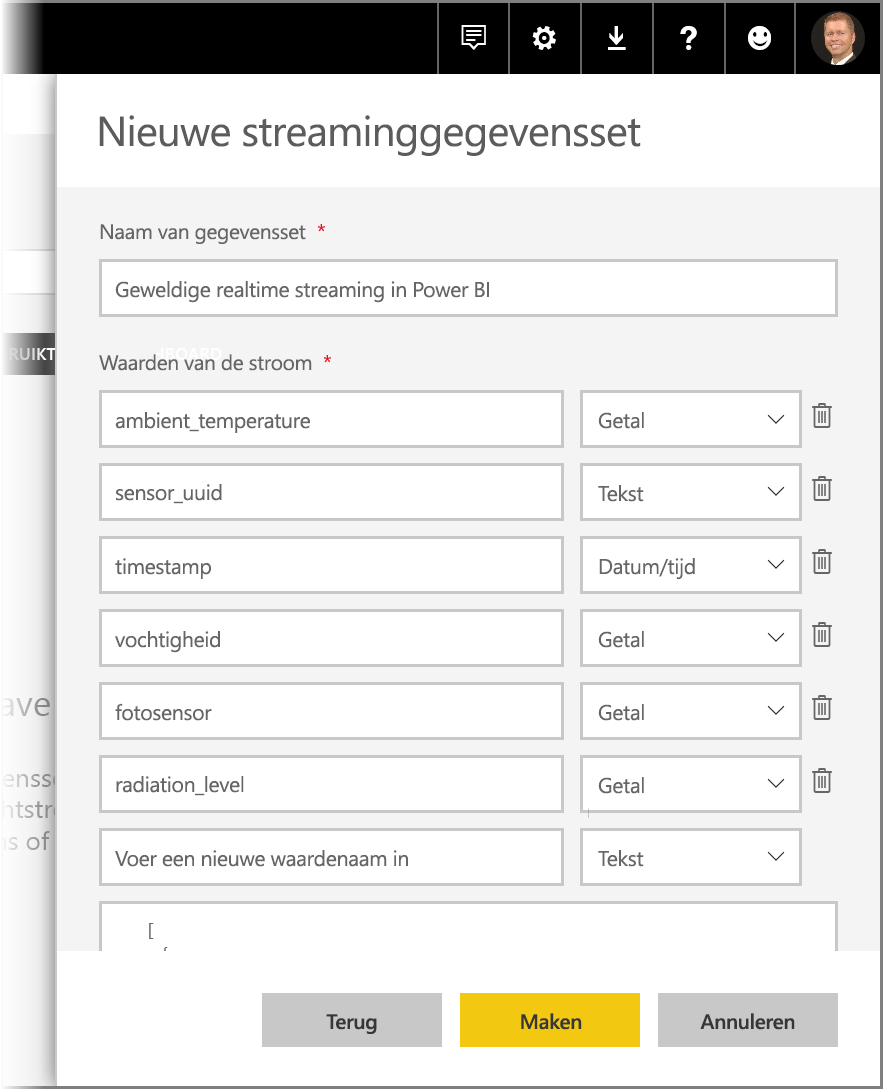 Nieuwe streaminggegevensset
Naam van gegevensset *
Geweldige realtime streaming in Power BI
RUIKT
BOARD
Waarden van de stroom *
ambient_temperature Getal
sensor_uuid Tekst
timestamp Datum/tijd
vochtigheid Getal
fotosensor Getal
ave
radiation_level Getal
enss
htstr
ns of
Voer een nieuwe waardenaam in Tekst
[
Terug Maken Annuleren